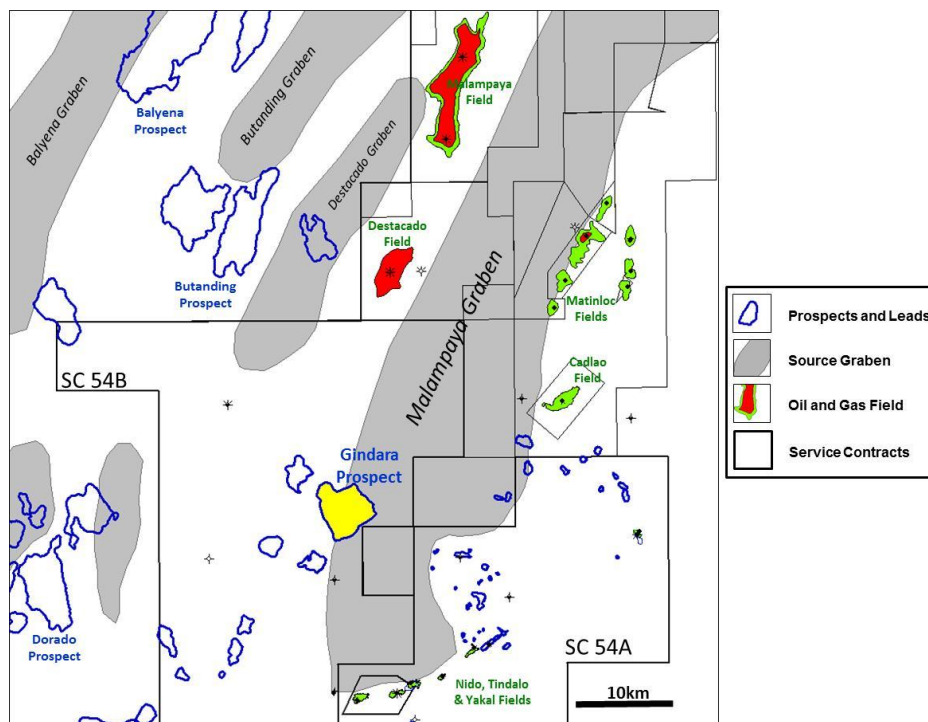 Balyena Graben
Balyena
Prospect
Butanding Graben
Malampaya
Field
Destacado Graben
Destacado
Field
Butanding
Prospect
Malampaya Graben
Matinloc
Fields
Cadlao
Field
SC 54B
Gindara
Prospect
Dorado
Prospect
SC 54A
Nido, Tindalo
& Yakal Fields
10km
Prospects and Leads
Source Graben
Oil and Gas Field
Service Contracts